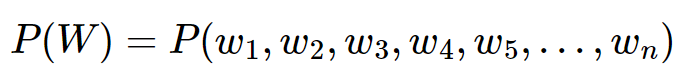 P(W) = P(w₁, w₂, w₃, w₄, w₅, . . . , wₙ)